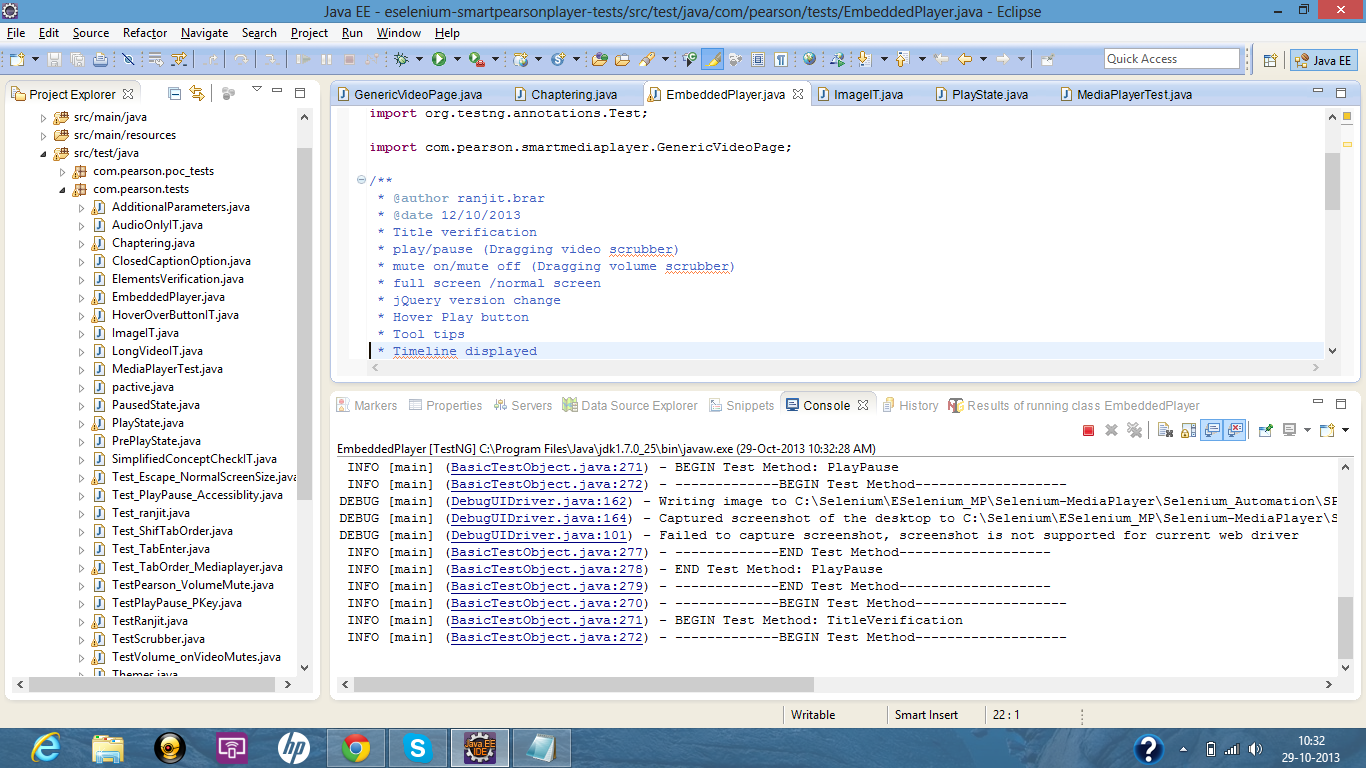 Java EE - eselenium-smartpearsonplayer-tests/src/test/java/com/pearson/tests/EmbeddedPlayer.java - Eclipse
File Edit Source Refactor Navigate Search Project Run Window Help
Quick Access
Java EE
Project Explorer
src/main/java
src/main/resources
src/test/java
com.pearson.poc_tests
com.pearson.tests
AdditionalParameters.java
AudioOnlyIT.java
Chaptering.java
ClosedCaptionOption.java
ElementsVerification.java
EmbeddedPlayer.java
HoverOverButtonIT.java
ImageIT.java
LongVideoIT.java
MediaPlayerTest.java
pactive.java
PausedState.java
PlayState.java
PrePlayState.java
SimplifiedConceptCheckIT.java
Test_Escape_NormalScreenSize.java
Test_PlayPause_Accessiblity.java
Test_ranjit.java
Test_ShifTabOrder.java
Test_TabEnter.java
Test_TabOrder_Mediaplayer.java
TestPearson_VolumeMute.java
TestPlayPause_PKey.java
TestRanjit.java
TestScrubber.java
TestVolume_onVideoMutes.java
Themes.java
GenericVideoPage.java Chaptering.java EmbeddedPlayer.java ImageIT.java PlayState.java MediaPlayerTest.java
import org.testng.annotations.Test;
import com.pearson.smartmediaplayer.GenericVideoPage;
/**
* @author ranjit.brar
* @date 12/10/2013
* Title verification
* play/pause (Dragging video scrubber)
* mute on/mute off (Dragging volume scrubber)
* full screen /normal screen
* jQuery version change
* Hover Play button
* Tool tips
* Timeline displayed
Markers Properties Servers Data Source Explorer Snippets Console History Results of running class EmbeddedPlayer
EmbeddedPlayer [TestNG] C:\Program Files\Java\jdk1.7.0_25\bin\javaw.exe (29-Oct-2013 10:32:28 AM)
INFO [main] (BasicTestObject.java:271) - BEGIN Test Method: PlayPause
INFO [main] (BasicTestObject.java:272) - -------------BEGIN Test Method-------------------
DEBUG [main] (DebugUIDriver.java:162) - Writing image to C:\Selenium\ESelenium_MP\Selenium-MediaPlayer\Selenium_Automation\SP
DEBUG [main] (DebugUIDriver.java:164) - Captured screenshot of the desktop to C:\Selenium\ESelenium_MP\Selenium-MediaPlayer\S
DEBUG [main] (DebugUIDriver.java:101) - Failed to capture screenshot, screenshot is not supported for current web driver
INFO [main] (BasicTestObject.java:277) - -------------END Test Method-------------------
INFO [main] (BasicTestObject.java:278) - END Test Method: PlayPause
INFO [main] (BasicTestObject.java:279) - -------------END Test Method-------------------
INFO [main] (BasicTestObject.java:270) - -------------BEGIN Test Method-------------------
INFO [main] (BasicTestObject.java:271) - BEGIN Test Method: TitleVerification
INFO [main] (BasicTestObject.java:272) - -------------BEGIN Test Method-------------------
Writable Smart Insert 22 : 1
10:32
29-10-2013